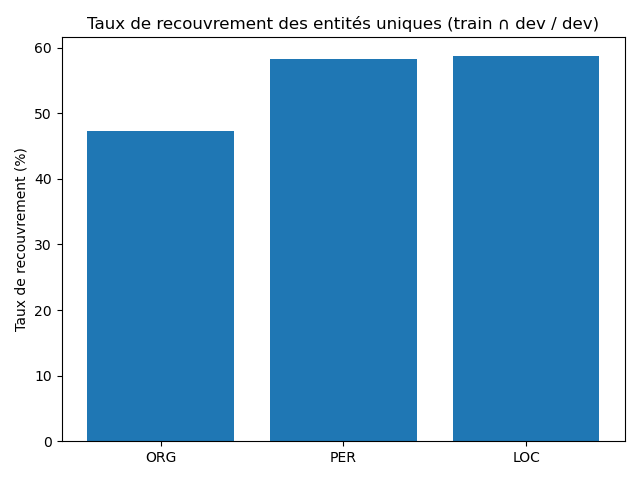 Taux de recouvrement des entités uniques (train ∩ dev / dev)
Taux de recouvrement (%)
60
50
40
30
20
10
0
ORG
PER
LOC